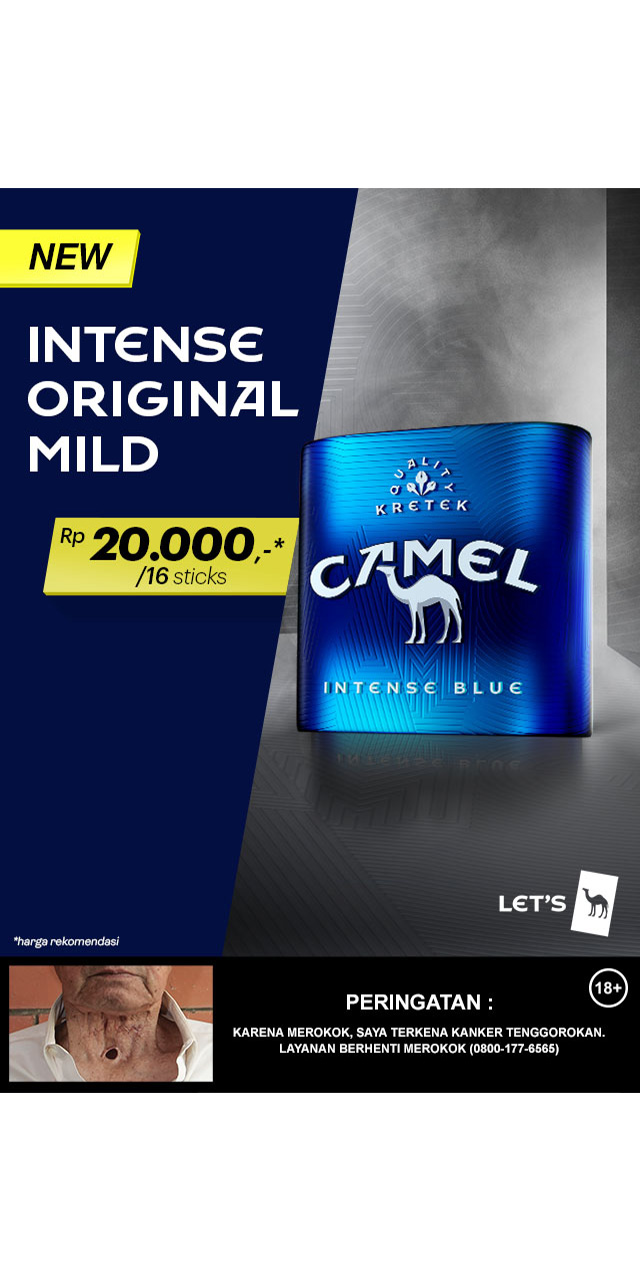 NEW
INTENSE
ORIGINAL
MILD
Rp 20.000,-*
/16 sticks
QUALITY
KRETEK
CAMEL
INTENSE BLUE
LET'S
*harga rekomendasi
18+
PERINGATAN :
KARENA MEROKOK, SAYA TERKENA KANKER TENGGOROKAN.
LAYANAN BERHENTI MEROKOK (0800-177-6565)